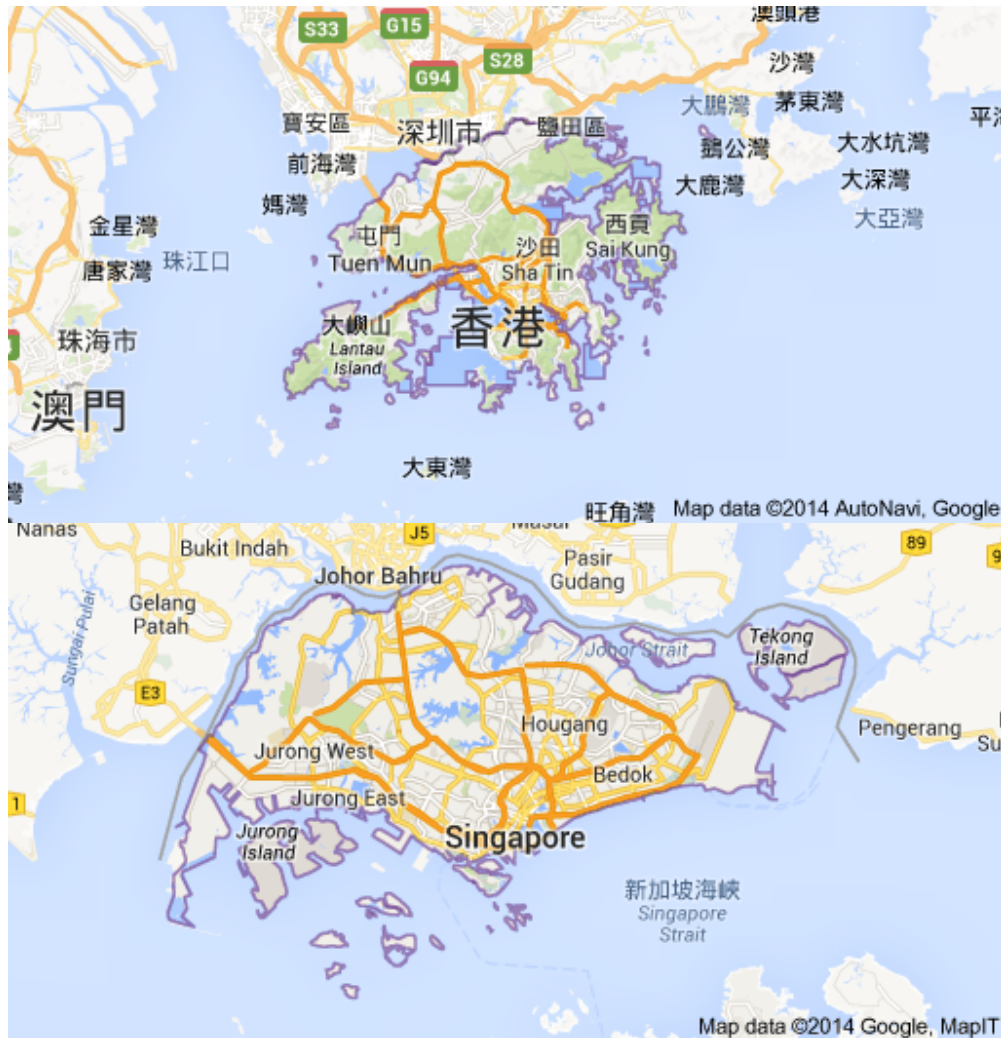 S33
G15
澳頭港
S28
G94
沙灣
大鵬灣
茅東灣
寶安區
深圳市
鹽田區
鵝公灣
大水坑灣
前海灣
大鹿灣
大深灣
媽灣
大亞灣
金星灣
西貢
Sai Kung
屯門
Tuen Mun
沙田
Sha Tin
珠江口
唐家灣
大嶼山
Lantau
Island
香港
珠海市
澳門
大東灣
灣
旺角灣
Map data ©2014 AutoNavi, Google
Nanas
J5
Bukit Indah
Pasir
Gudang
89
Johor Bahru
Gelang
Patah
Sungai Pulai
Tekong
Island
Johor Strait
E3
Hougang
Pengerang
Jurong West
Bedok
Jurong East
1
Jurong
Island
Singapore
新加坡海峽
Singapore
Strait
Map data ©2014 Google, MapIT